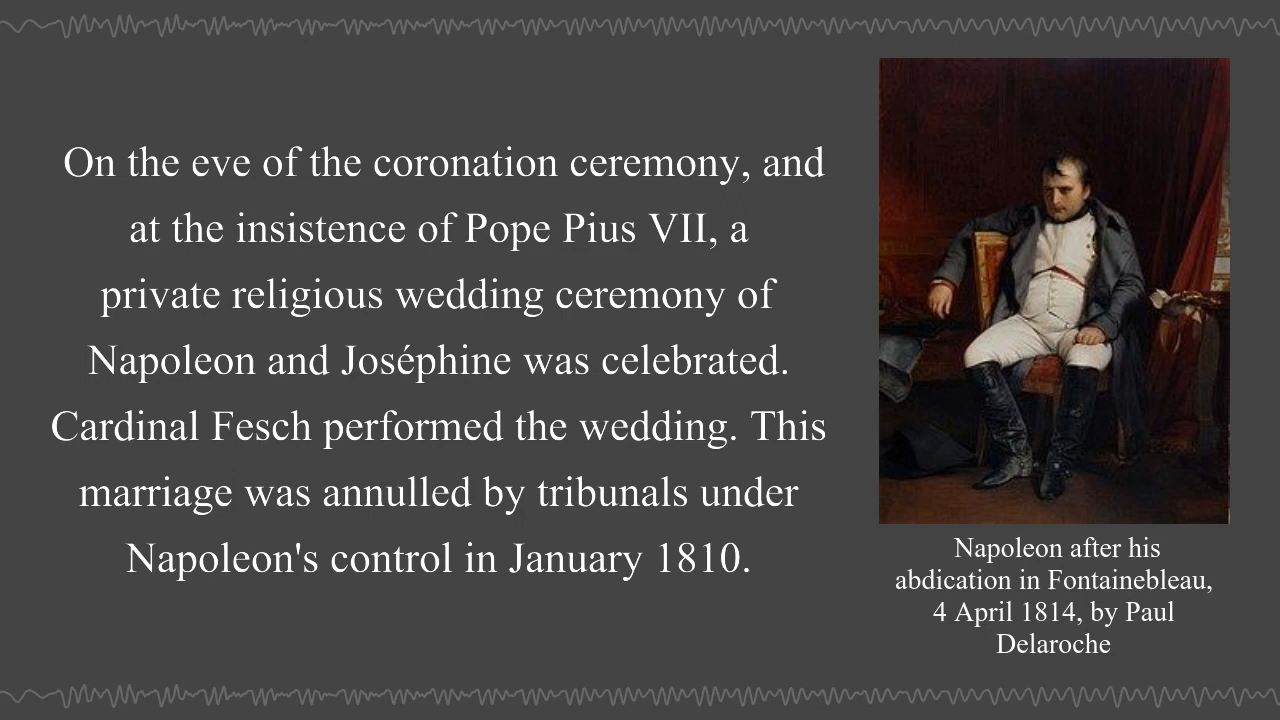 On the eve of the coronation ceremony, and
at the insistence of Pope Pius VII, a
private religious wedding ceremony of
Napoleon and Joséphine was celebrated.
Cardinal Fesch performed the wedding. This
marriage was annulled by tribunals under
Napoleon's control in January 1810.
Napoleon after his
abdication in Fontainebleau,
4 April 1814, by Paul
Delaroche